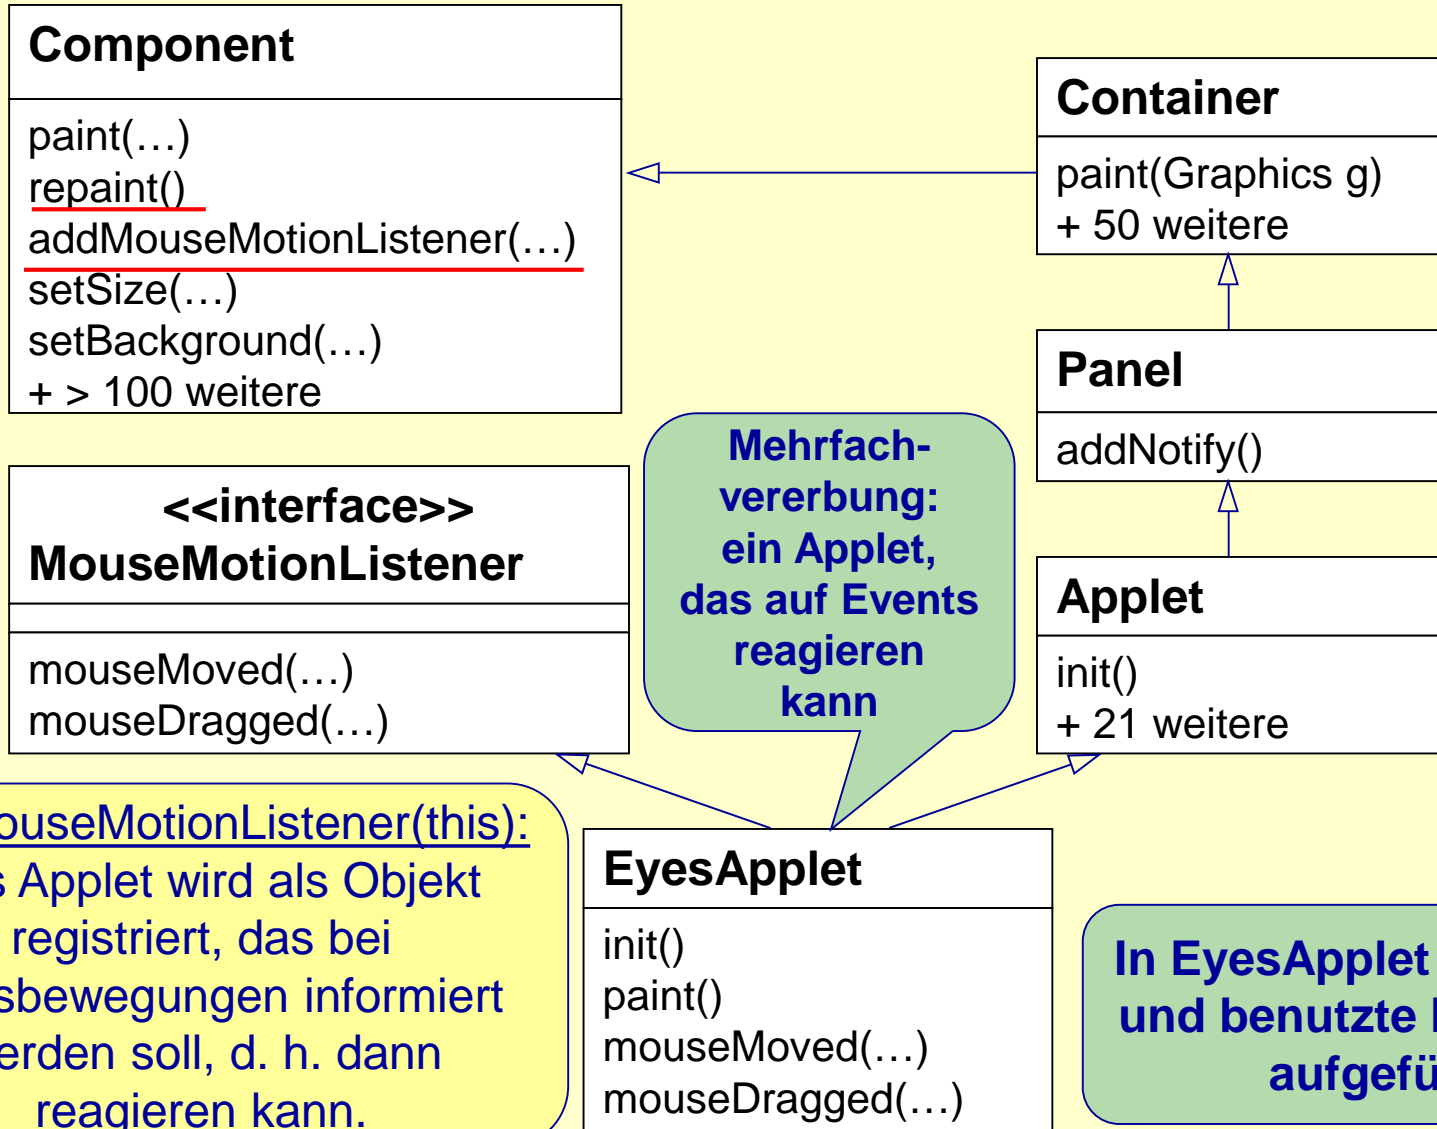 Component
paint(…)
repaint()
addMouseMotionListener(…)
setSize(…)
setBackground(…)
+ > 100 weitere
Container
paint(Graphics g)
+ 50 weitere
Panel
addNotify()
Applet
init()
+ 21 weitere
<<interface>>
MouseMotionListener
mouseMoved(…)
mouseDragged(…)
Mehrfach-
vererbung:
ein Applet,
das auf Events
reagieren
kann
ouseMotionListener(this):
s Applet wird als Objekt
registriert, das bei
sbewegungen informiert
erden soll, d. h. dann
reagieren kann.
EyesApplet
init()
paint()
mouseMoved(…)
mouseDragged(…)
In EyesApplet
und benutzte
aufgefü